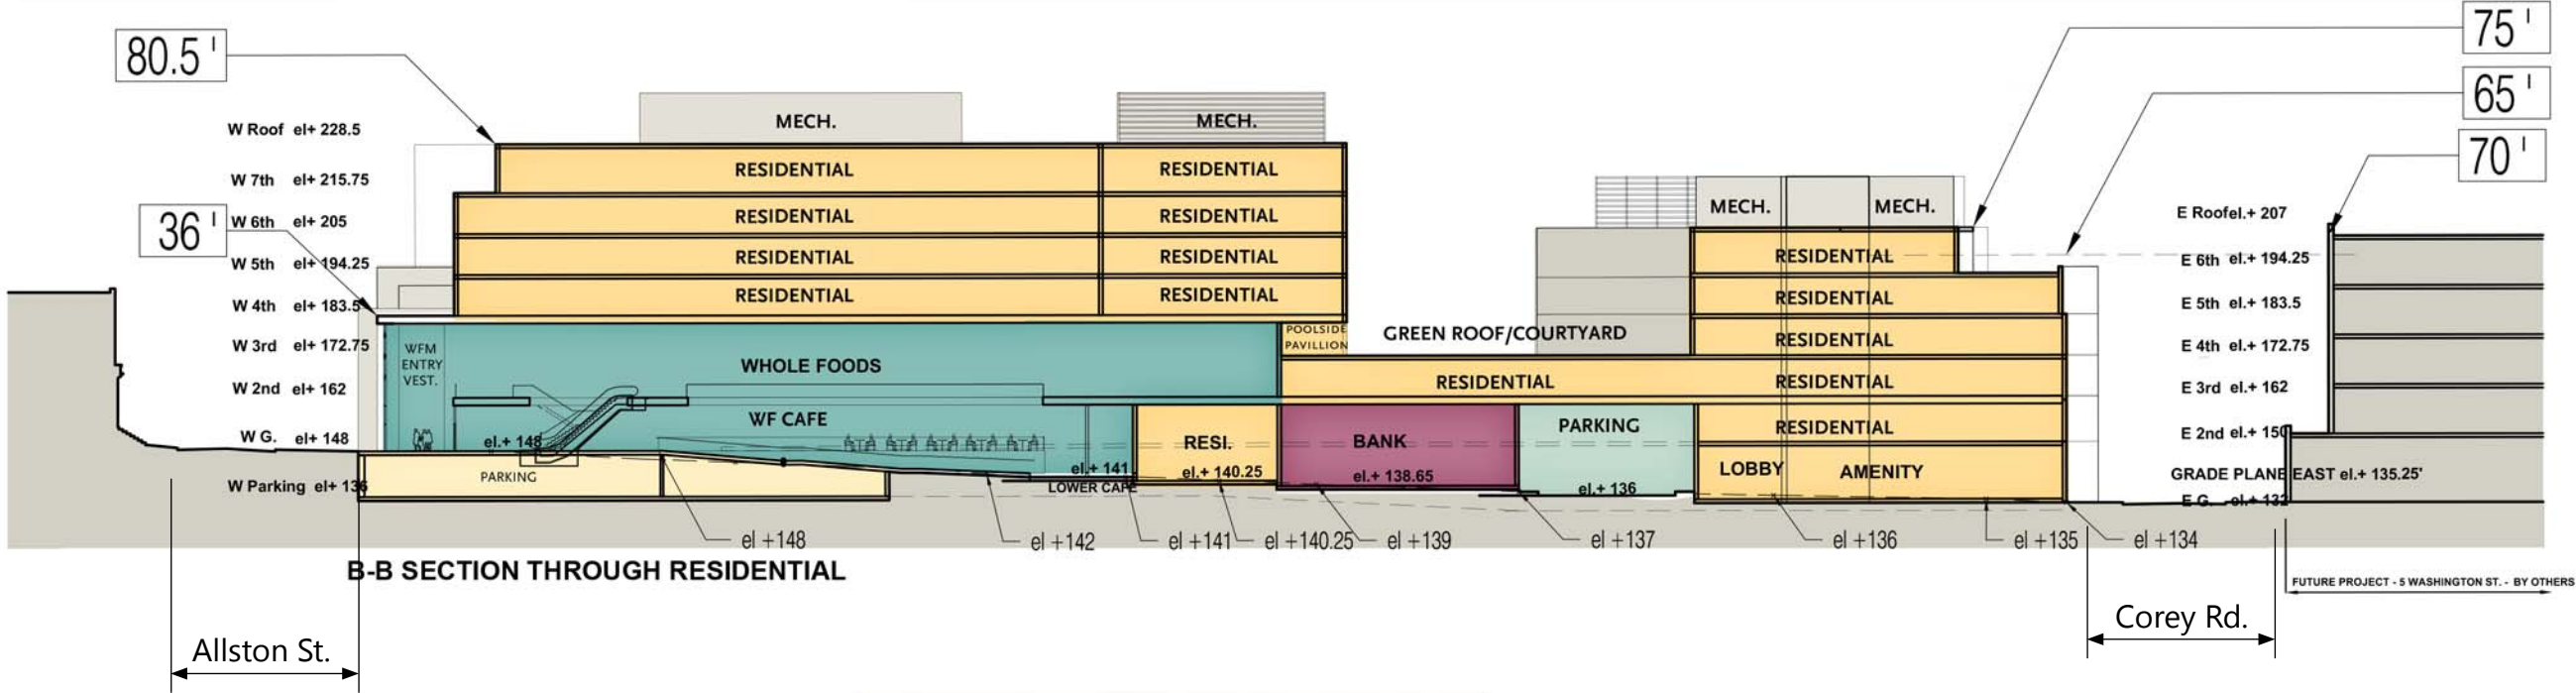 80.5'
75'
65'
70'
36'
W Roof el+ 228.5
W 7th el+ 215.75
W 6th el+ 205
W 5th el+ 194.25
W 4th el+ 183.5
W 3rd el+ 172.75
W 2nd el+ 162
W G. el+ 148
W Parking el+ 136
MECH.
MECH.
RESIDENTIAL RESIDENTIAL
RESIDENTIAL RESIDENTIAL
RESIDENTIAL RESIDENTIAL
RESIDENTIAL RESIDENTIAL
WFM
ENTRY
VEST.
WHOLE FOODS
WF CAFE
el.+ 148
PARKING
el.+ 141
LOWER CAFE
RESI.
el.+ 140.25
POOLSIDE
PAVILLION
GREEN ROOF/COURTYARD
RESIDENTIAL
BANK
el.+ 138.65
PARKING
el.+ 136
MECH. MECH.
RESIDENTIAL
RESIDENTIAL
RESIDENTIAL
RESIDENTIAL
RESIDENTIAL
LOBBY AMENITY
E Roofel.+ 207
E 6th el.+ 194.25
E 5th el.+ 183.5
E 4th el.+ 172.75
E 3rd el.+ 162
E 2nd el.+ 150
GRADE PLANE EAST el.+ 135.25'
E G. el.+ 132
el +148
el +142
el +141
el +140.25
el +139
el +137
el +136
el +135
el +134
B-B SECTION THROUGH RESIDENTIAL
FUTURE PROJECT - 5 WASHINGTON ST. - BY OTHERS
Allston St.
Corey Rd.